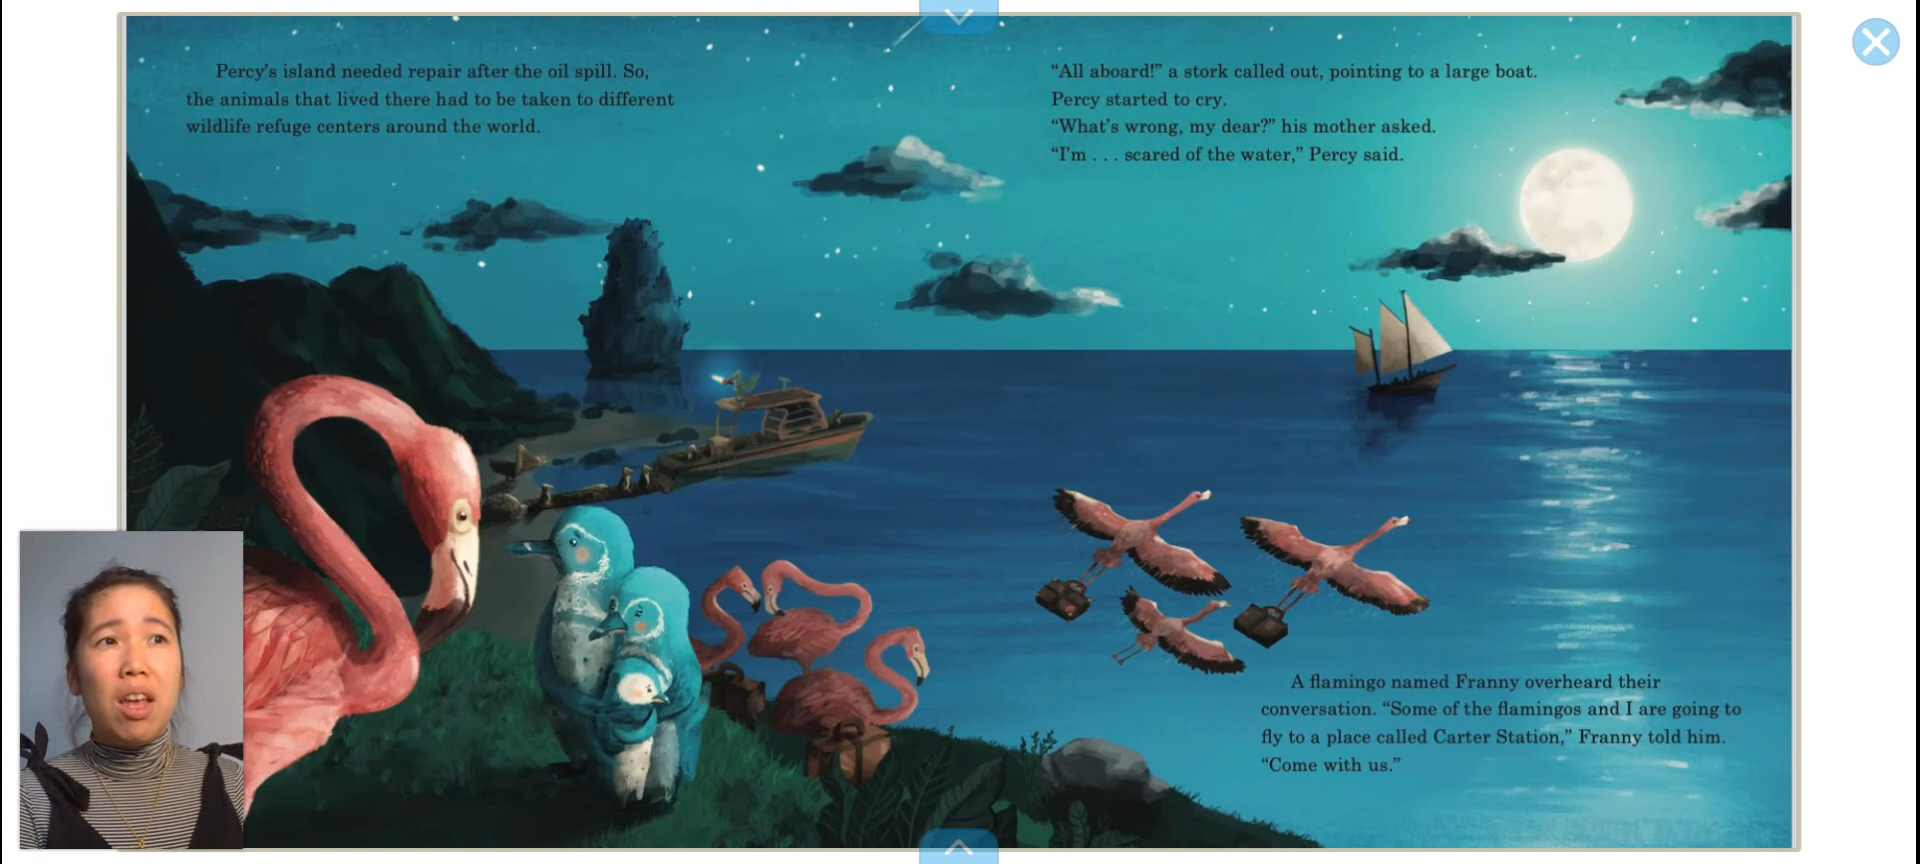 Percy’s island needed repair after the oil spill. So,
the animals that lived there had to be taken to different
wildlife refuge centers around the world.
“All aboard!” a stork called out, pointing to a large boat.
Percy started to cry.
“What’s wrong, my dear?” his mother asked.
“I’m . . . scared of the water,” Percy said.
A flamingo named Franny overheard their
conversation. “Some of the flamingos and I are going to
fly to a place called Carter Station,” Franny told him.
“Come with us.”